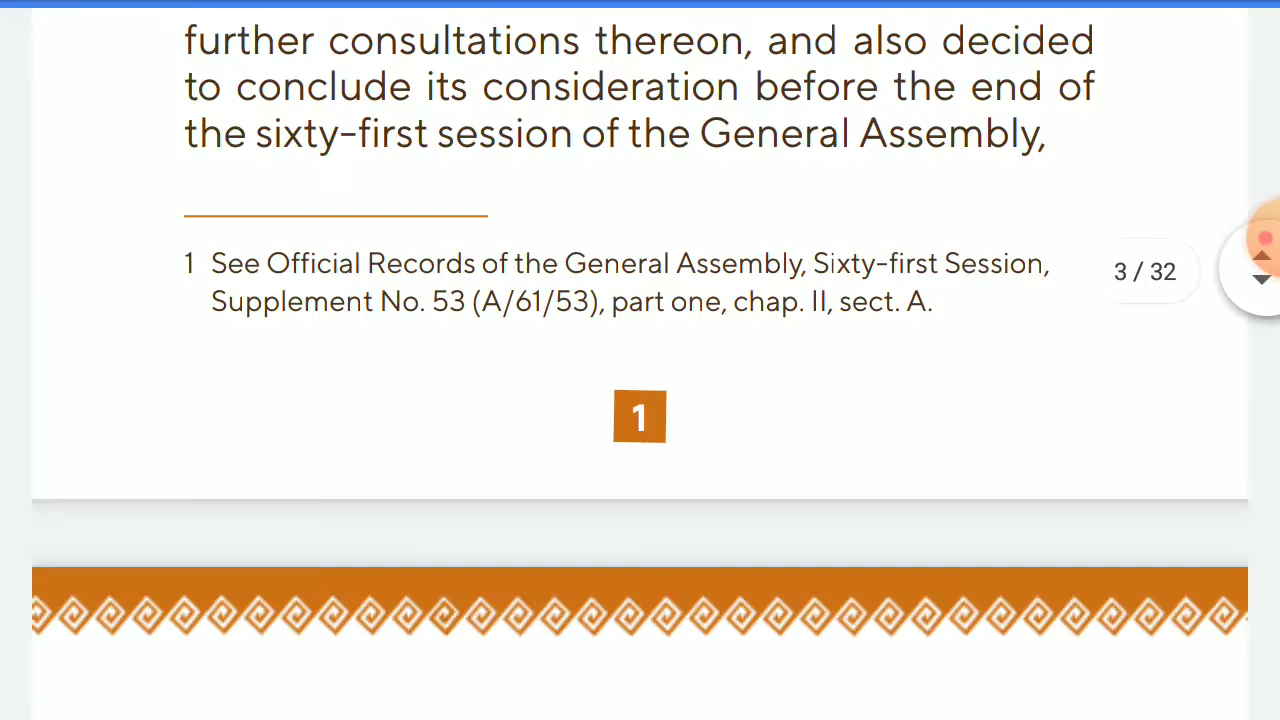 further consultations thereon, and also decided
to conclude its consideration before the end of
the sixty-first session of the General Assembly,
1 See Official Records of the General Assembly, Sixty-first Session,
Supplement No. 53 (A/61/53), part one, chap. II, sect. A.
3 / 32
1